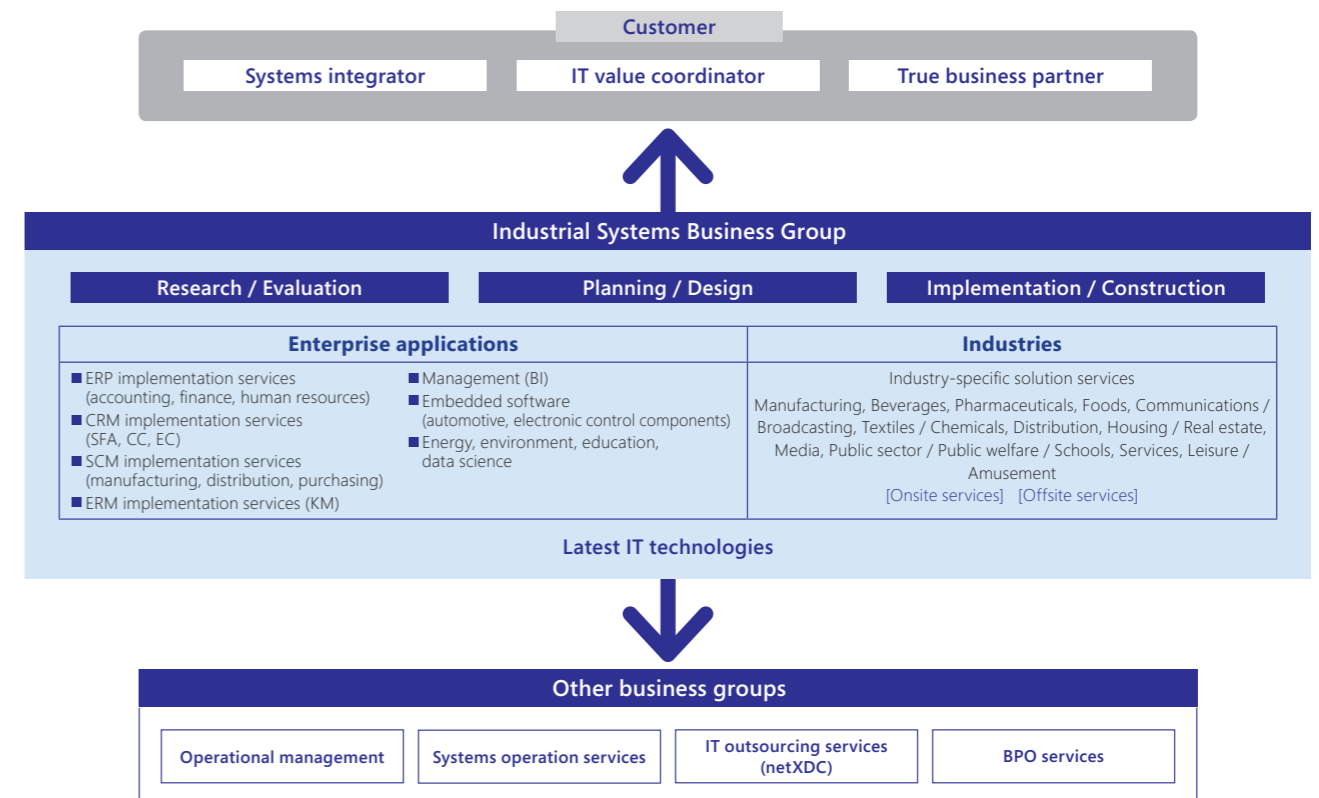 Customer
Systems integrator
IT value coordinator
True business partner
Industrial Systems Business Group
Research / Evaluation
Planning / Design
Implementation / Construction
Enterprise applications
■ ERP implementation services
(accounting, finance, human resources)
■ CRM implementation services
(SFA, CC, EC)
■ SCM implementation services
(manufacturing, distribution, purchasing)
■ ERM implementation services (KM)
■ Management (BI)
■ Embedded software
(automotive, electronic control components)
■ Energy, environment, education,
data science
Industries
Industry-specific solution services
Manufacturing, Beverages, Pharmaceuticals, Foods, Communications /
Broadcasting, Textiles / Chemicals, Distribution, Housing / Real estate,
Media, Public sector / Public welfare / Schools, Services, Leisure /
Amusement
[Onsite services] [Offsite services]
Latest IT technologies
Other business groups
Operational management
Systems operation services
IT outsourcing services
(netXDC)
BPO services